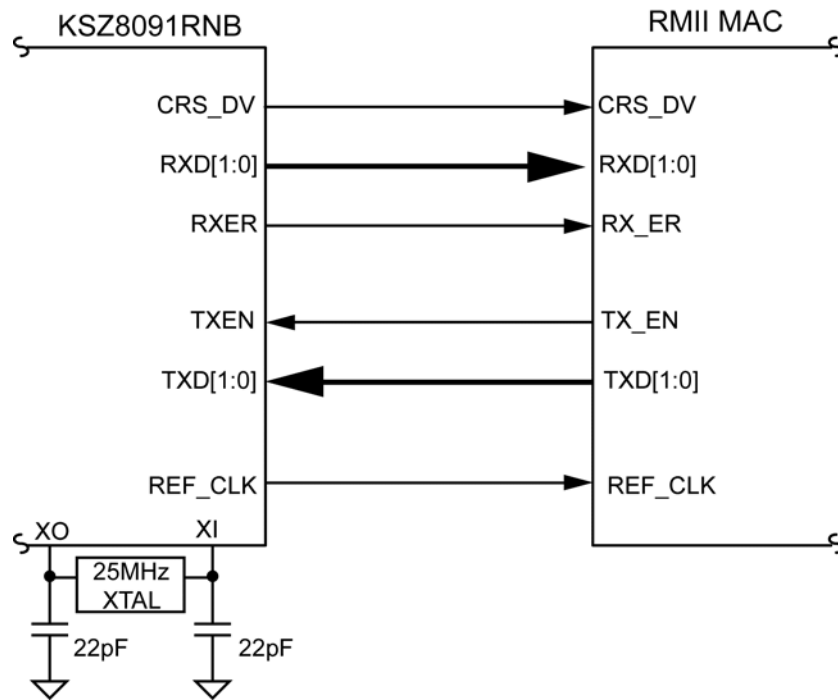 KSZ8091RNB
RMII MAC
CRS_DV
CRS_DV
RXD[1:0]
RXD[1:0]
RXER
RX_ER
TXEN
TX_EN
TXD[1:0]
TXD[1:0]
REF_CLK
REF_CLK
XO
XI
25MHz
XTAL
22pF
22pF